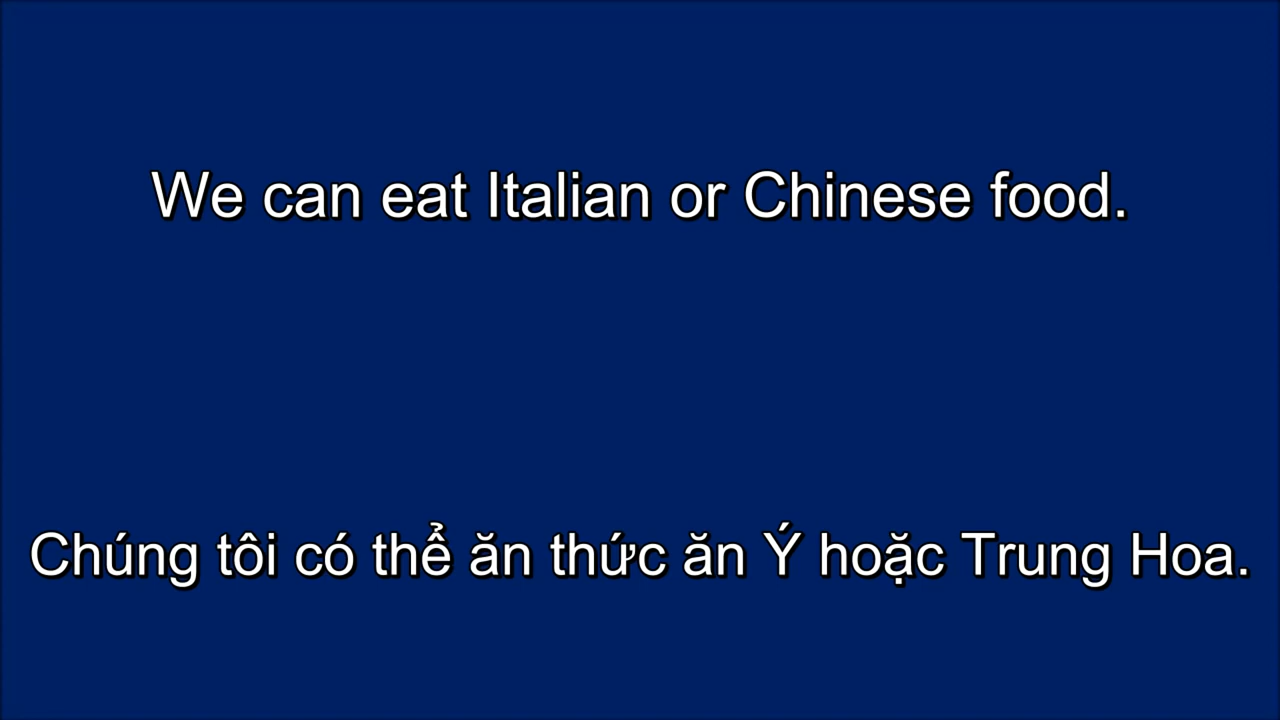 We can eat Italian or Chinese food.
Chúng tôi có thể ăn thức ăn Ý hoặc Trung Hoa.